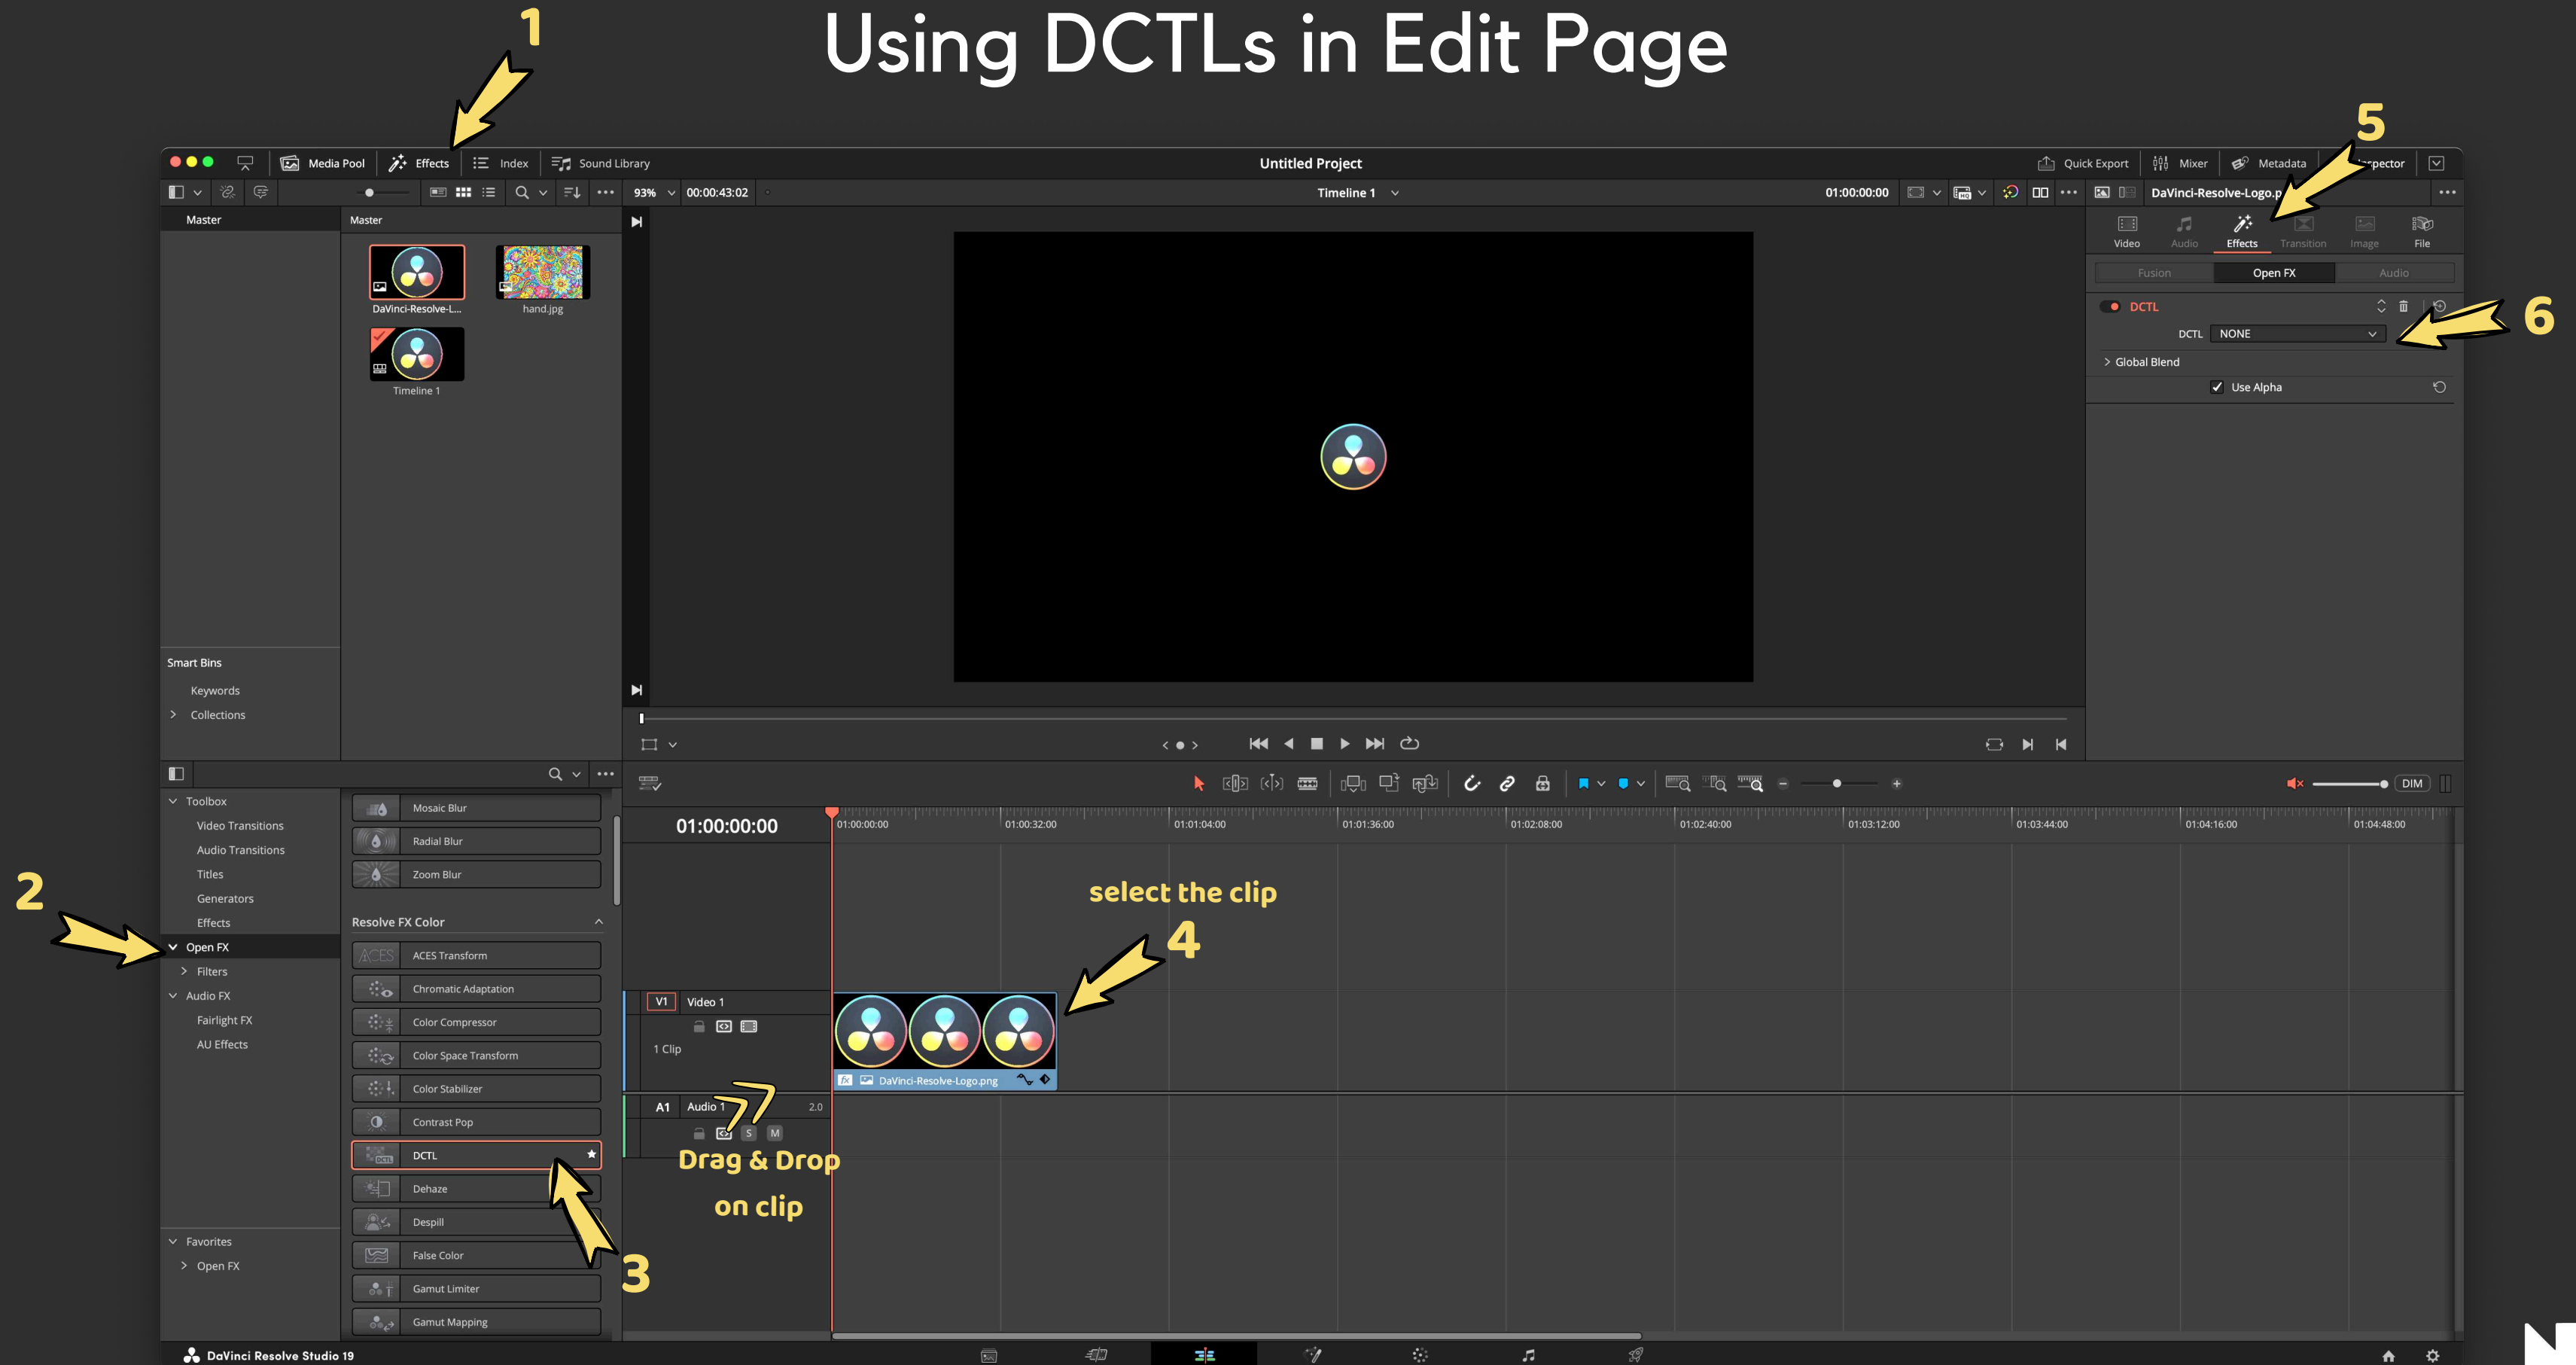 Using DCTLs in Edit Page
1
5
Media Pool
Effects
Index
Sound Library
Untitled Project
Quick Export
Mixer
Metadata
93%
00:00:43:02
Timeline 1
01:00:00:00
DaVinci-Resolve-Logo.p
Master
Master
DaVinci-Resolve-L...
hand.jpg
Timeline 1
Video
Audio
Effects
Transition
Image
File
Fusion
Open FX
Audio
DCTL
DCTL
NONE
6
Global Blend
Use Alpha
Smart Bins
Keywords
Collections
DIM
Toolbox
Video Transitions
Audio Transitions
Titles
Generators
Effects
2
Open FX
Filters
Audio FX
Fairlight FX
AU Effects
Favorites
Open FX
Mosaic Blur
Radial Blur
Zoom Blur
Resolve FX Color
ACES
ACES Transform
Chromatic Adaptation
Color Compressor
Color Space Transform
Color Stabilizer
Contrast Pop
DCTL
DCTL
Dehaze
Despill
False Color
Gamut Limiter
Gamut Mapping
3
01:00:00:00
01:00:00:00
01:00:32:00
01:01:04:00
01:01:36:00
01:02:08:00
01:02:40:00
01:03:12:00
01:03:44:00
01:04:16:00
01:04:48:00
select the clip
4
V1
Video 1
1 Clip
fx
DaVinci-Resolve-Logo.png
A1
Audio 1
2.0
S
M
Drag & Drop
on clip
DaVinci Resolve Studio 19